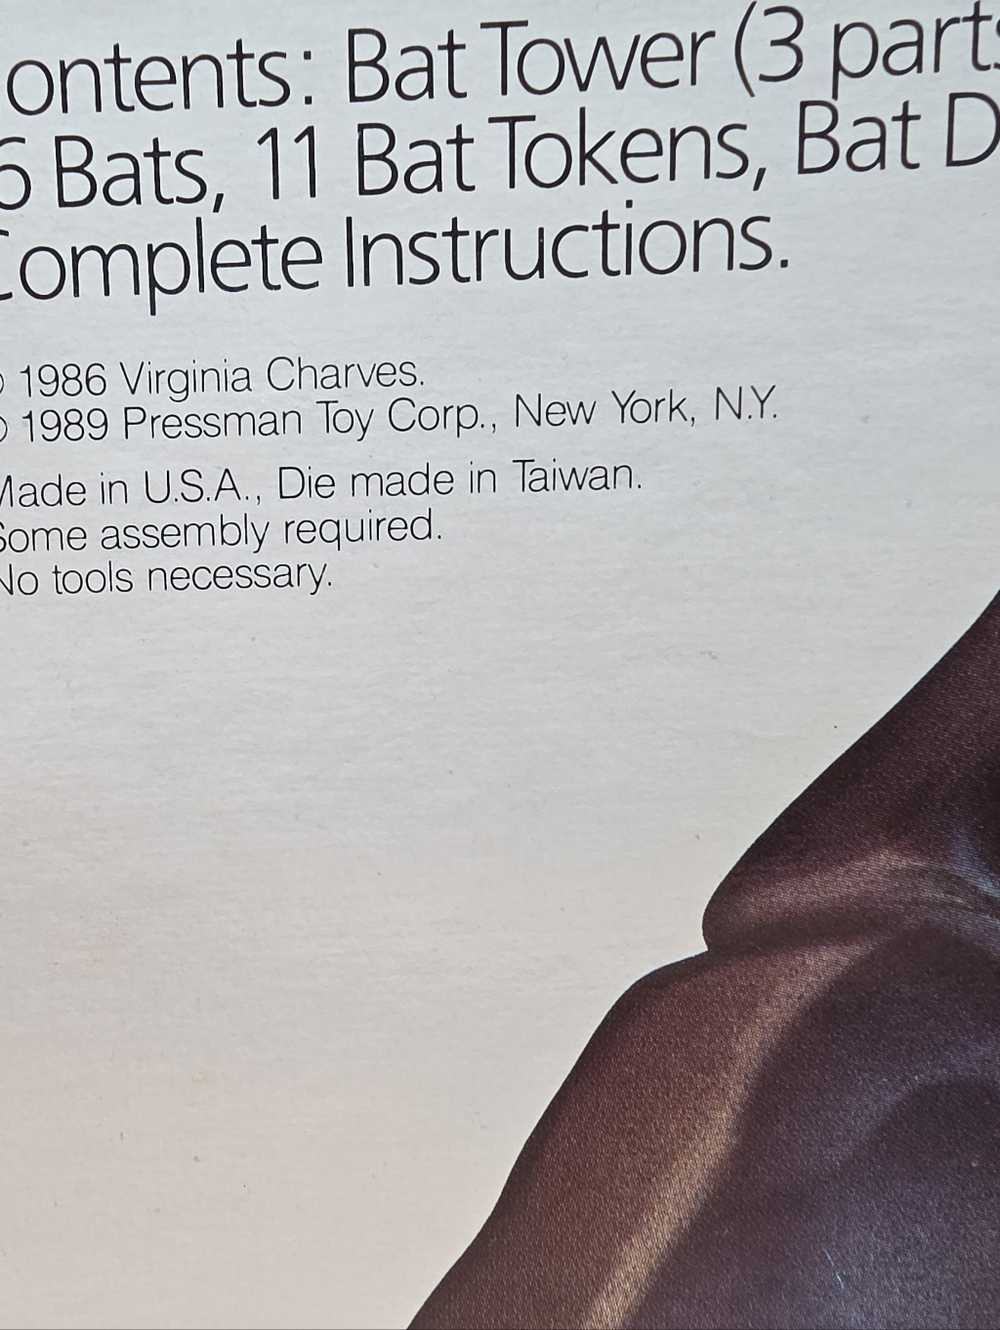 ontents: Bat Tower (3 parts
6 Bats, 11 Bat Tokens, Bat D
Complete Instructions.
© 1986 Virginia Charves.
© 1989 Pressman Toy Corp., New York, N.Y.
Made in U.S.A., Die made in Taiwan.
Some assembly required.
No tools necessary.